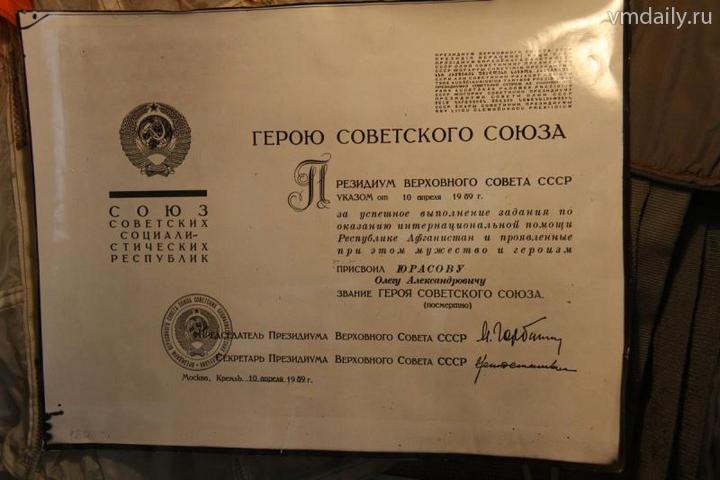 vmdaily.ru
ГЕРОЮ СОВЕТСКОГО СОЮЗА
СОЮЗ
СОВЕТСКИХ
СОЦИАЛИ-
СТИЧЕСКИХ
РЕСПУБЛИК
ПРЕЗИДИУМ ВЕРХОВНОГО СОВЕТА СССР
УКАЗОМ от 10 апреля 1989 г.
за успешное выполнение задания по
оказанию интернациональной помощи
Республике Афганистан и проявленные
при этом мужество и героизм
ПРИСВОИЛ ЮРАСОВУ
Олегу Александровичу
ЗВАНИЕ ГЕРОЯ СОВЕТСКОГО СОЮЗА.
(посмертно)
ПРЕДСЕДАТЕЛЬ ПРЕЗИДИУМА ВЕРХОВНОГО СОВЕТА СССР
СЕКРЕТАРЬ ПРЕЗИДИУМА ВЕРХОВНОГО СОВЕТА СССР
Москва, Кремль. 10 апреля 1989 г.